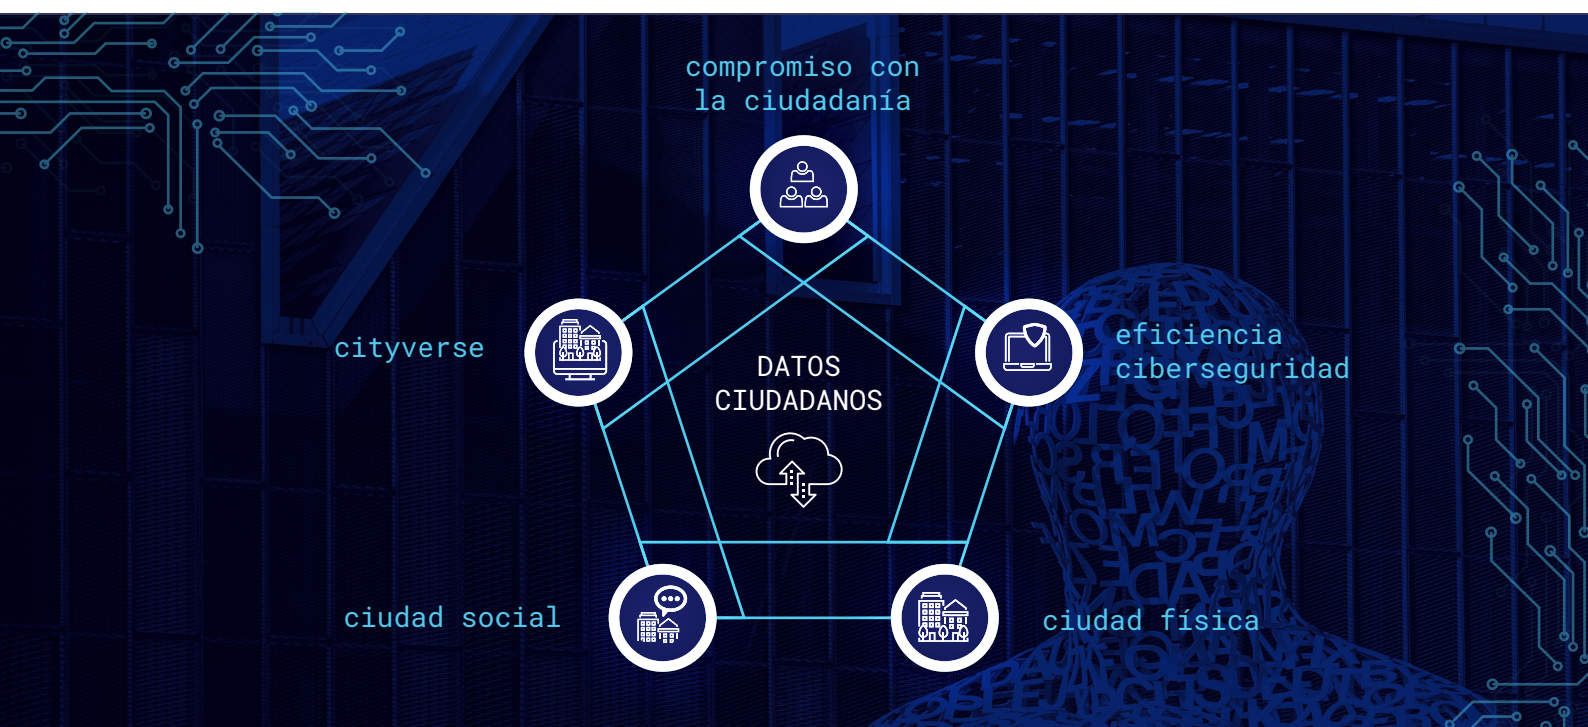 compromiso con
la ciudadanía
cityverse
DATOS
CIUDADANOS
eficiencia
ciberseguridad
ciudad social
ciudad física